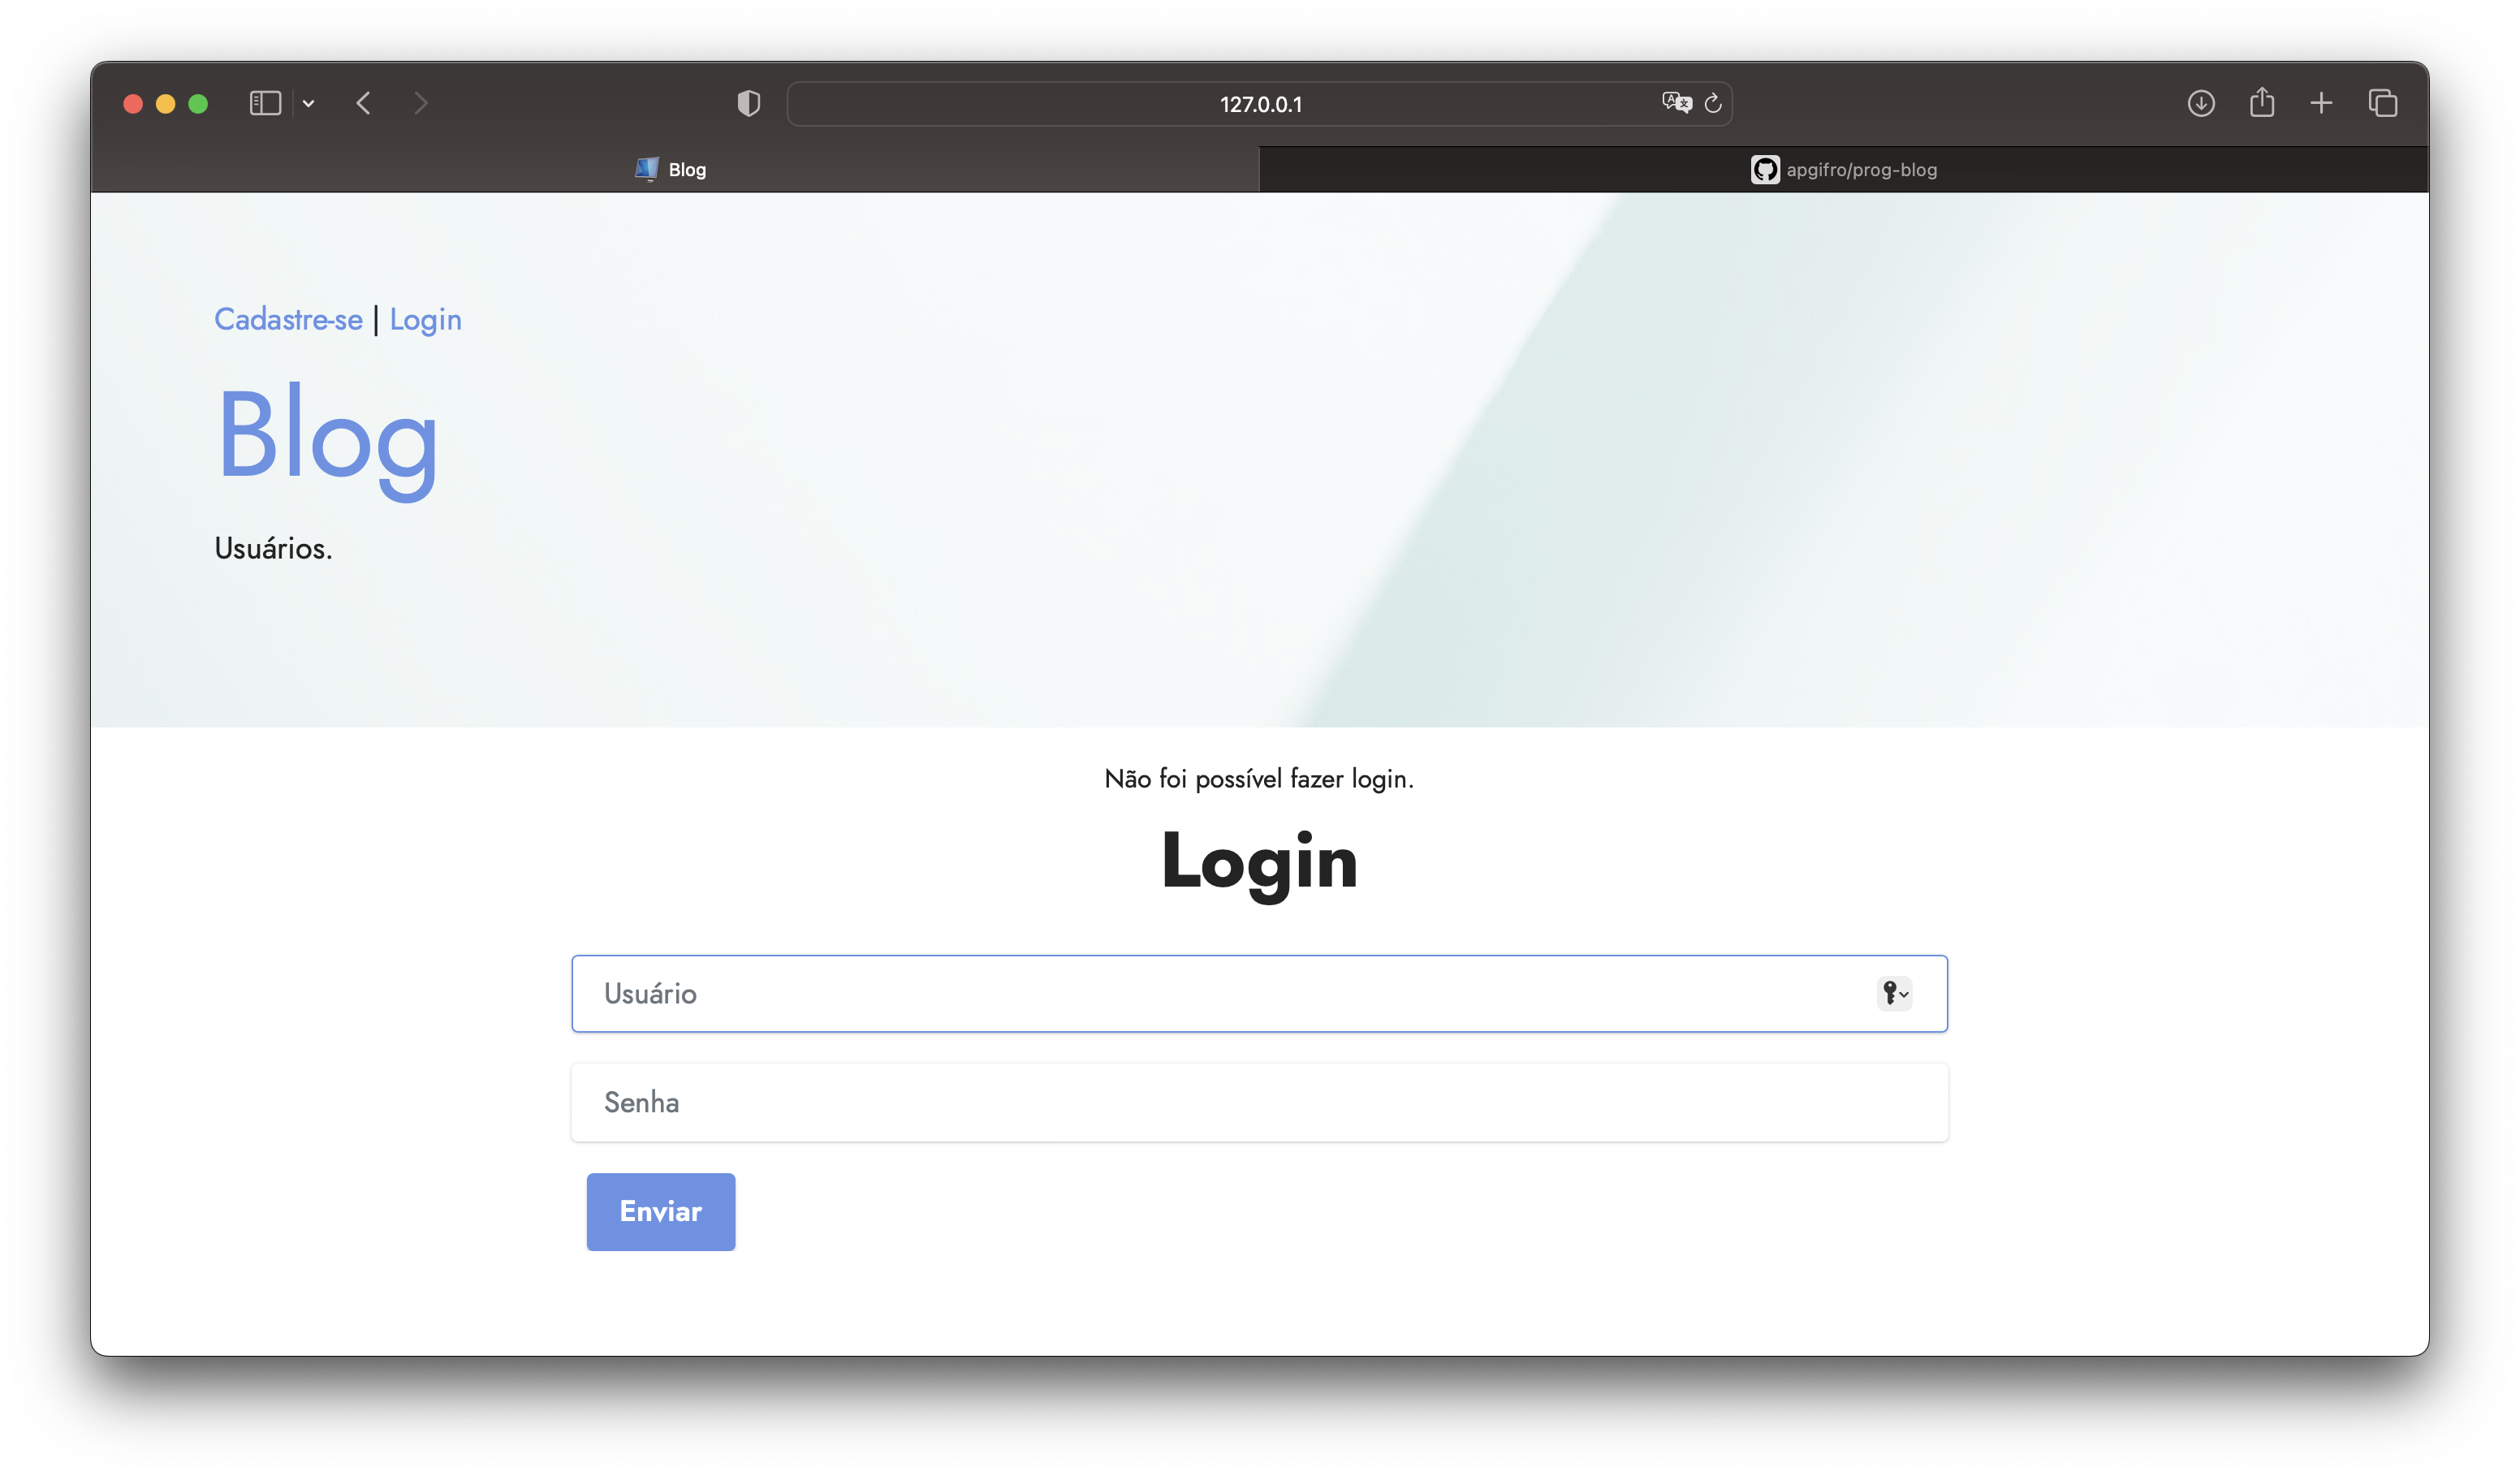 127.0.0.1
Blog
apgifro/prog-blog
Cadastre-se | Login
Blog
Usuários.
Não foi possível fazer login.
Login
Usuário
Senha
Enviar